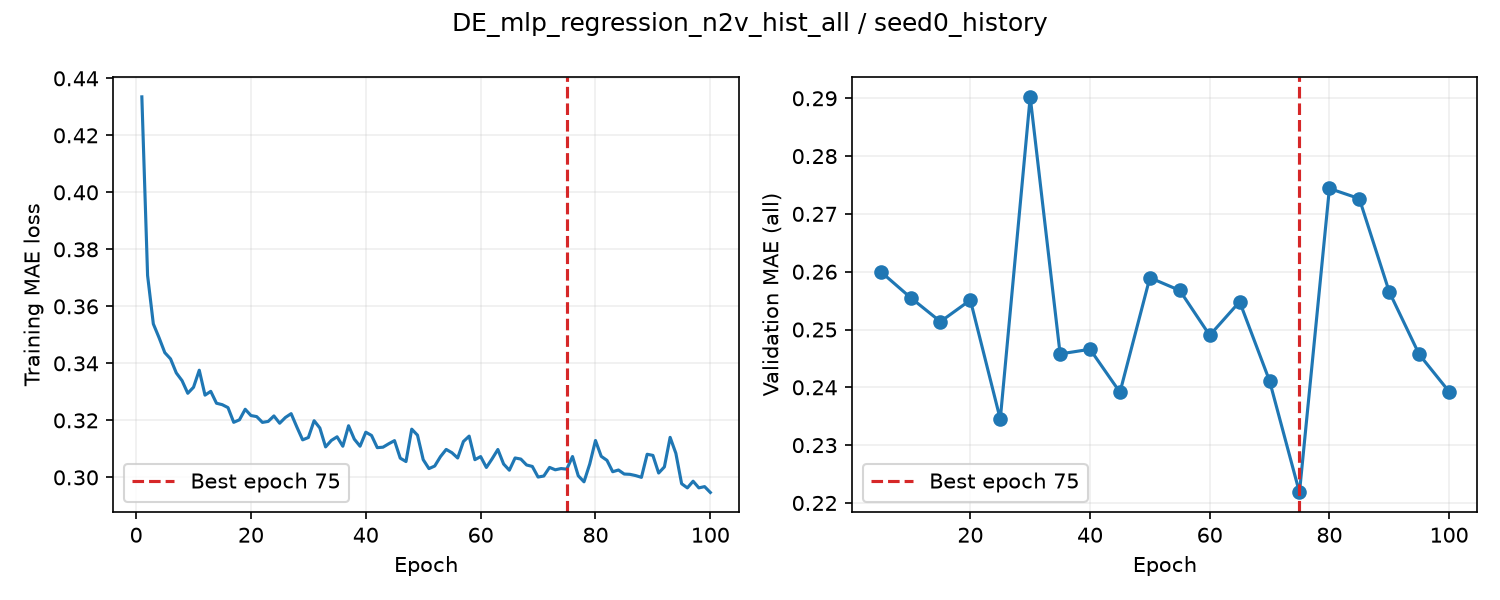 DE_mlp_regression_n2v_hist_all / seed0_history
Training MAE loss
0.44
0.42
0.40
0.38
0.36
0.34
0.32
0.30
Best epoch 75
0 20 40 60 80 100
Epoch
Validation MAE (all)
0.29
0.28
0.27
0.26
0.25
0.24
0.23
0.22
Best epoch 75
20 40 60 80 100
Epoch